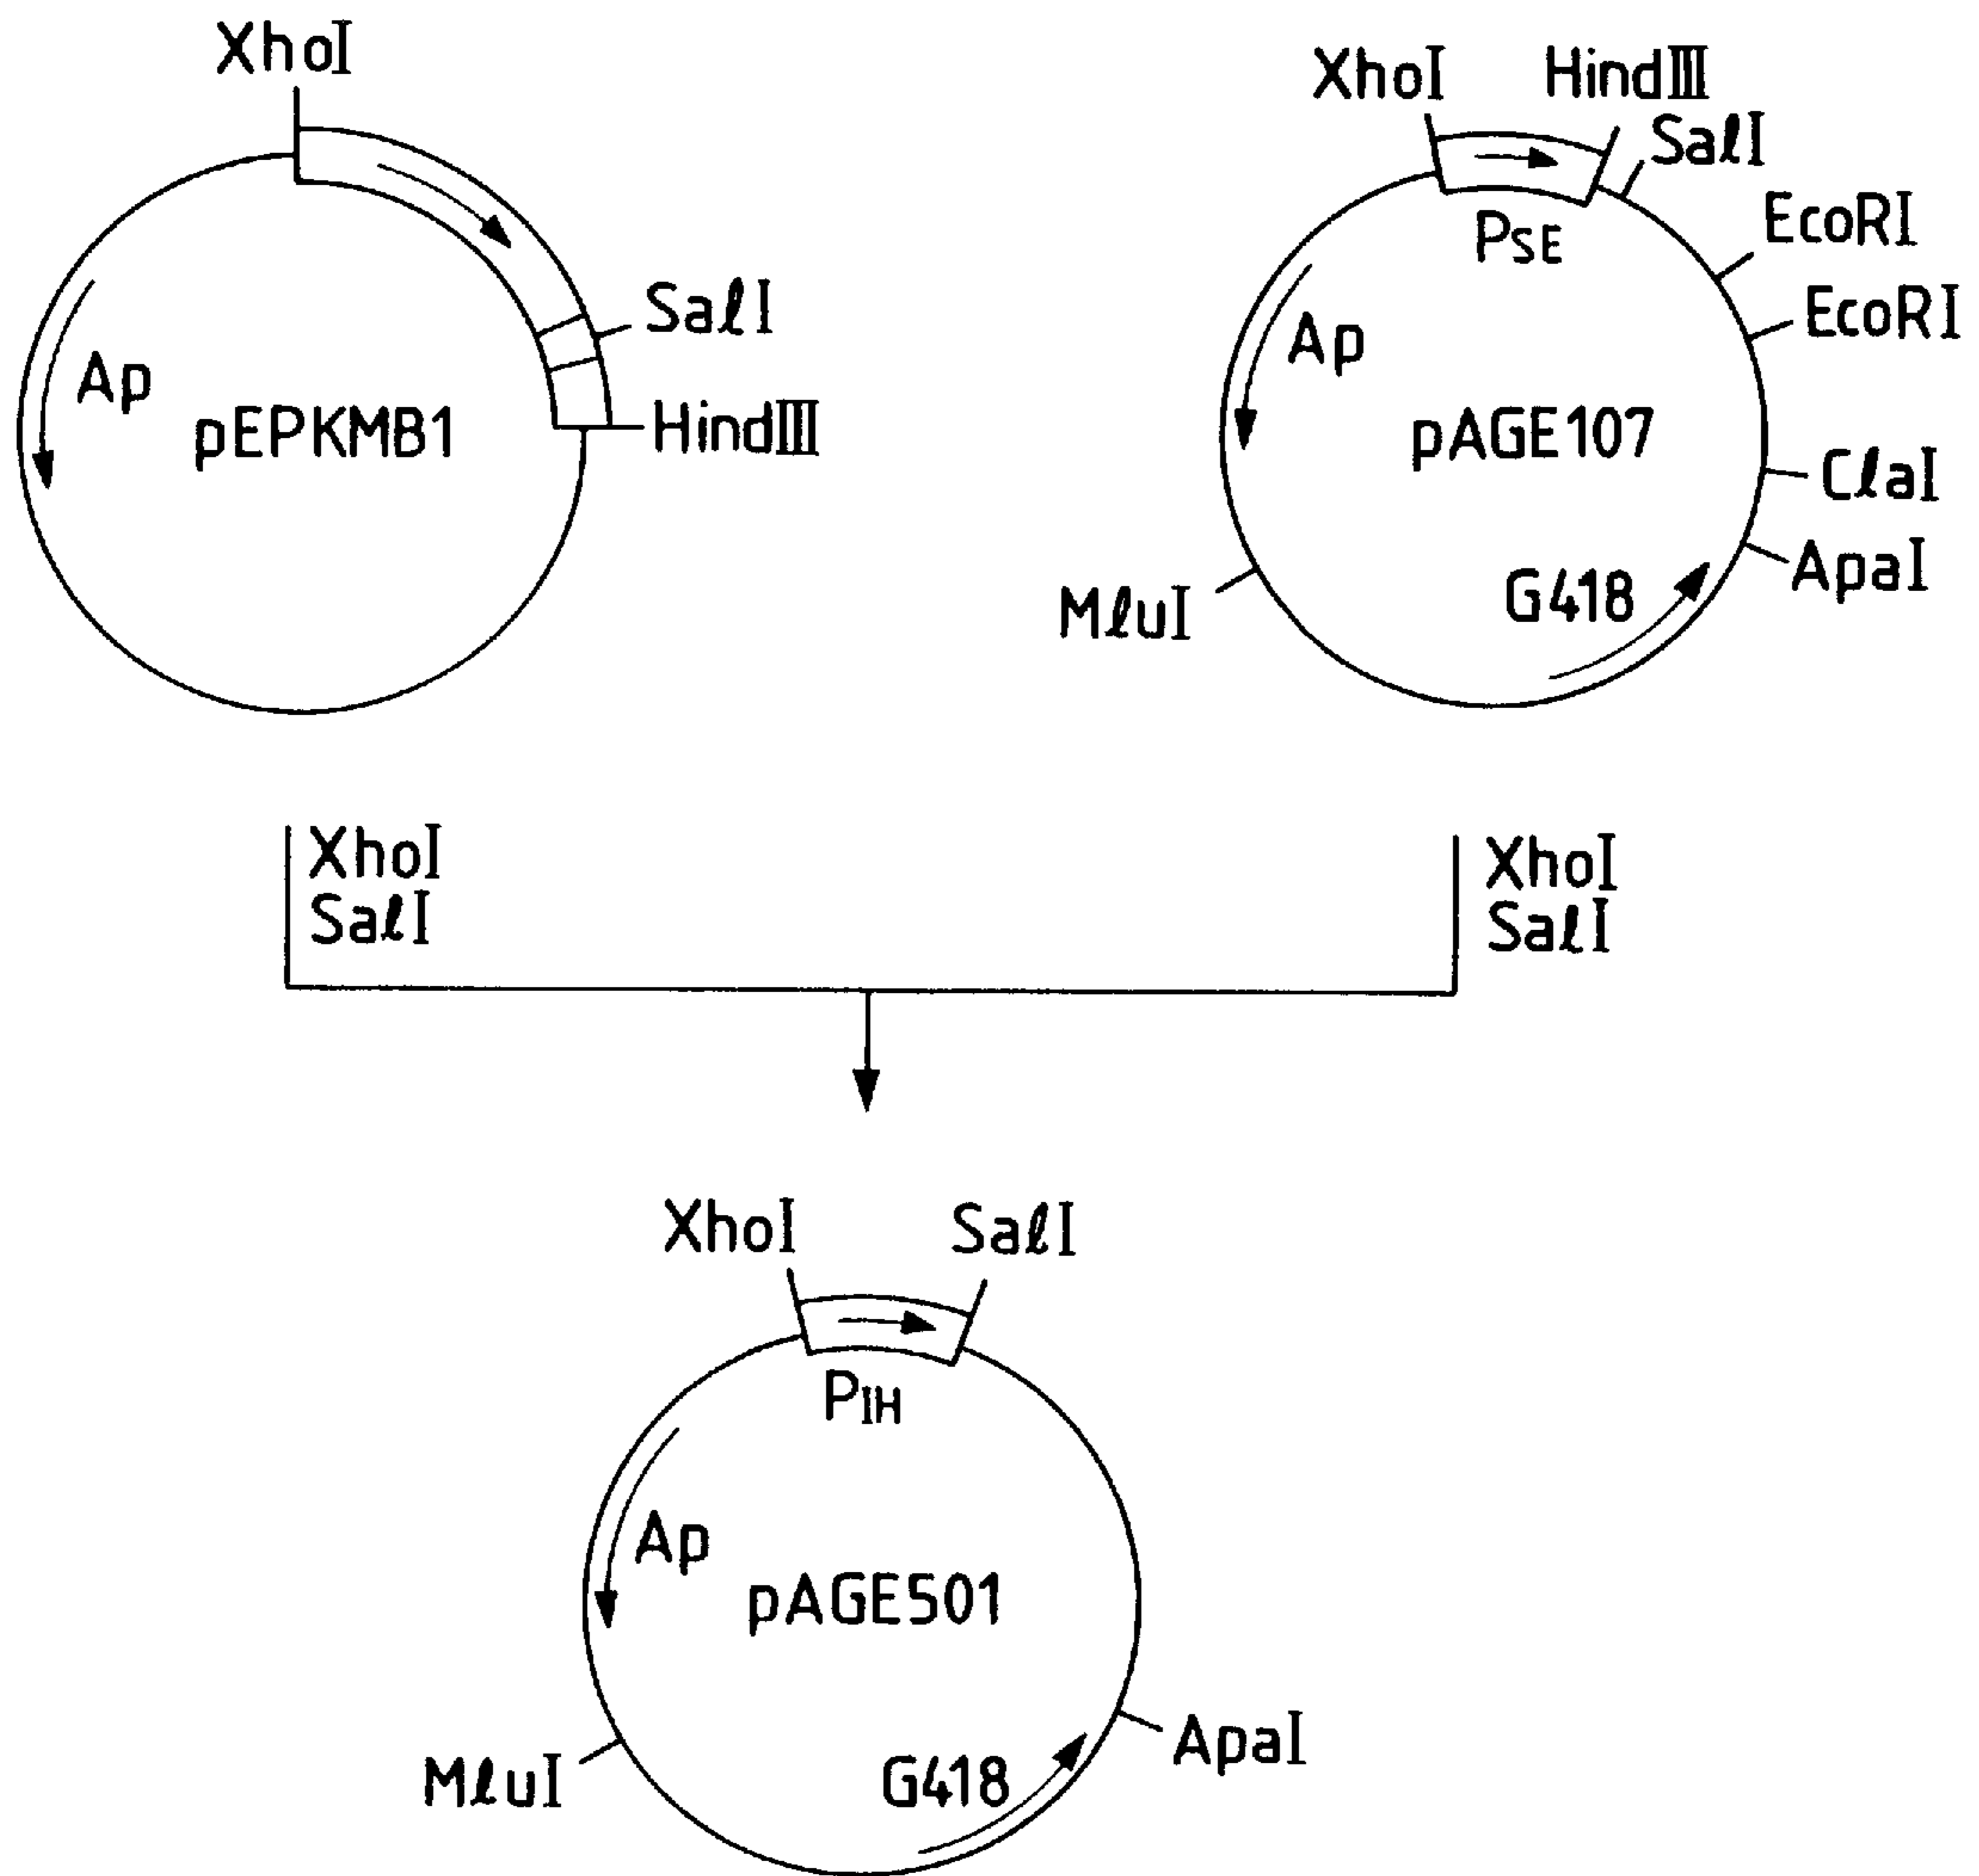 XhoI
SalI
HindIII
Ap
pEPKMB1
XhoI
HindIII
SalI
EcoRI
EcoRI
PSE
Ap
pAGE107
ClaI
ApaI
G418
MluI
XhoI
SalI
XhoI
SalI
XhoI
SalI
PIH
Ap
pAGE501
ApaI
G418
MluI